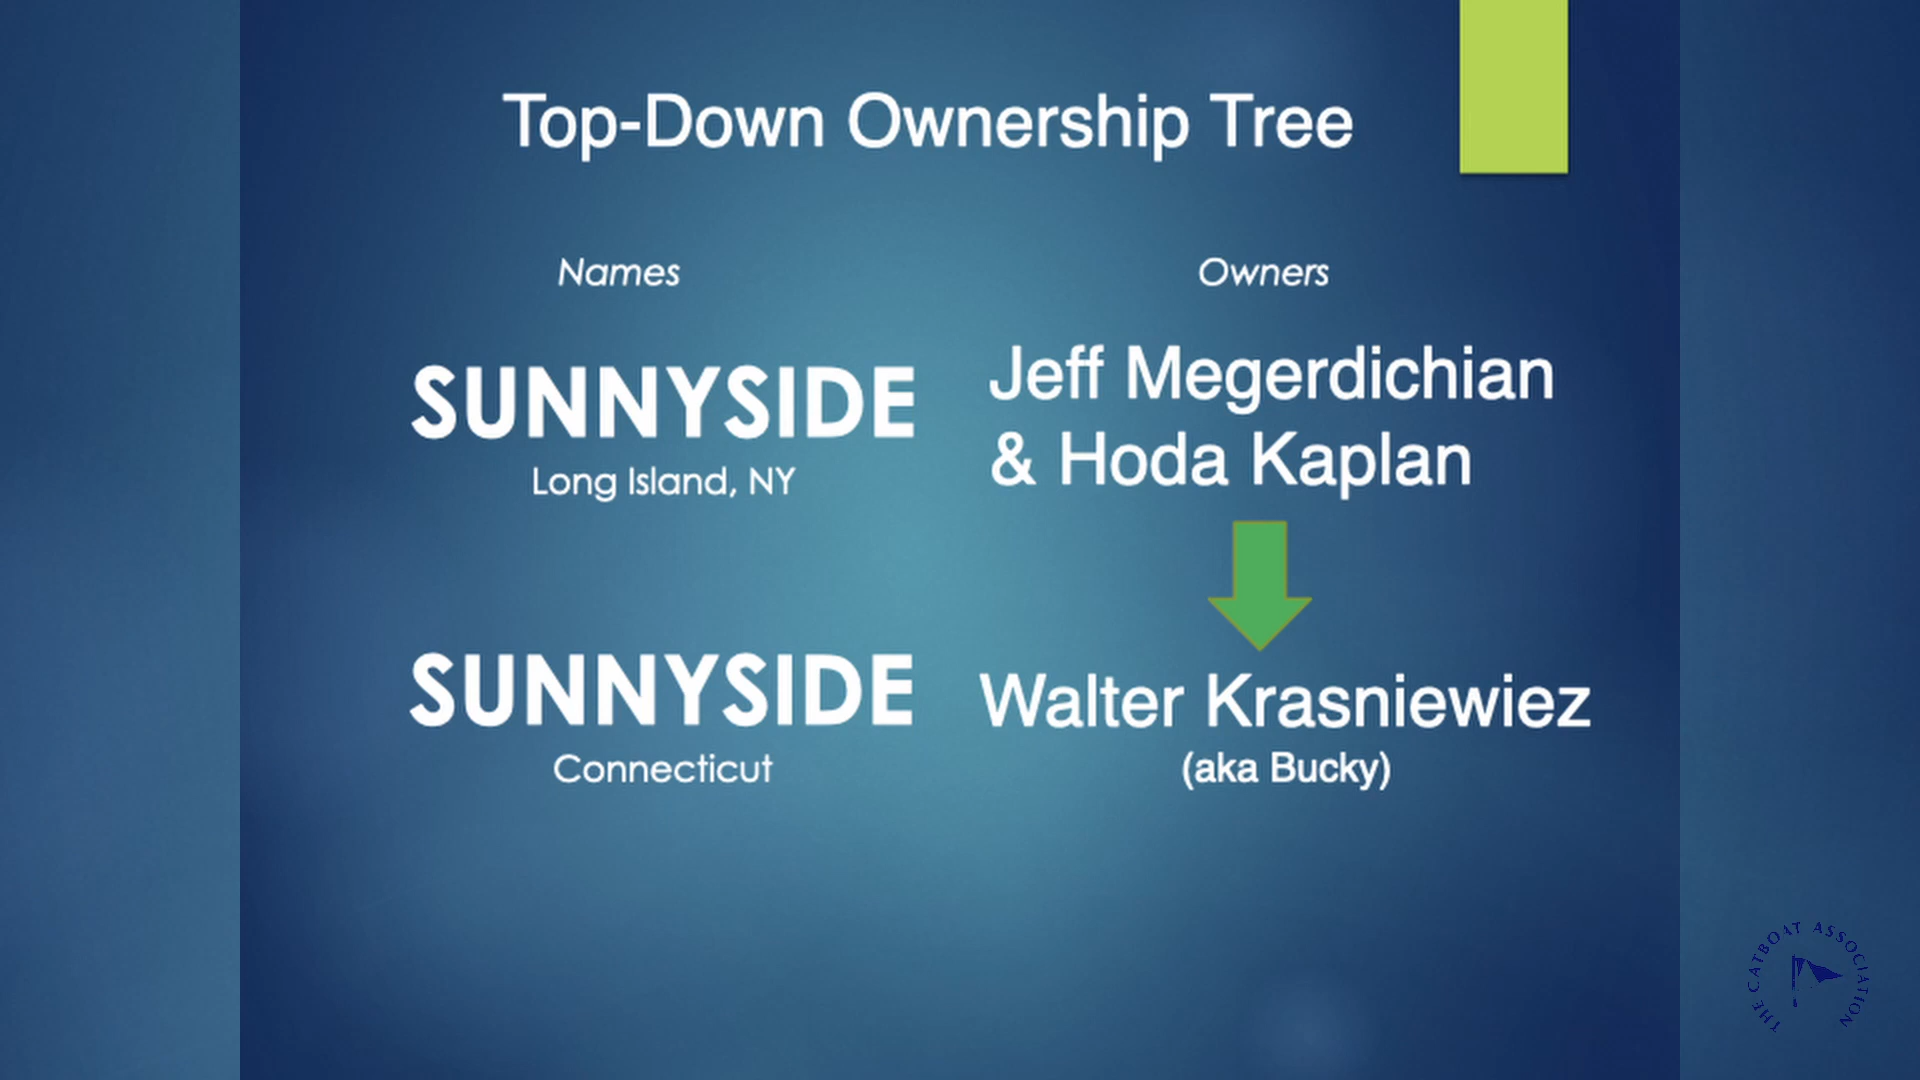 Top-Down Ownership Tree
Names
Owners
SUNNYSIDE
Long Island, NY
Jeff Megerdichian
& Hoda Kaplan
SUNNYSIDE
Connecticut
Walter Krasniewiez
(aka Bucky)
THE CATBOAT ASSOCIATION